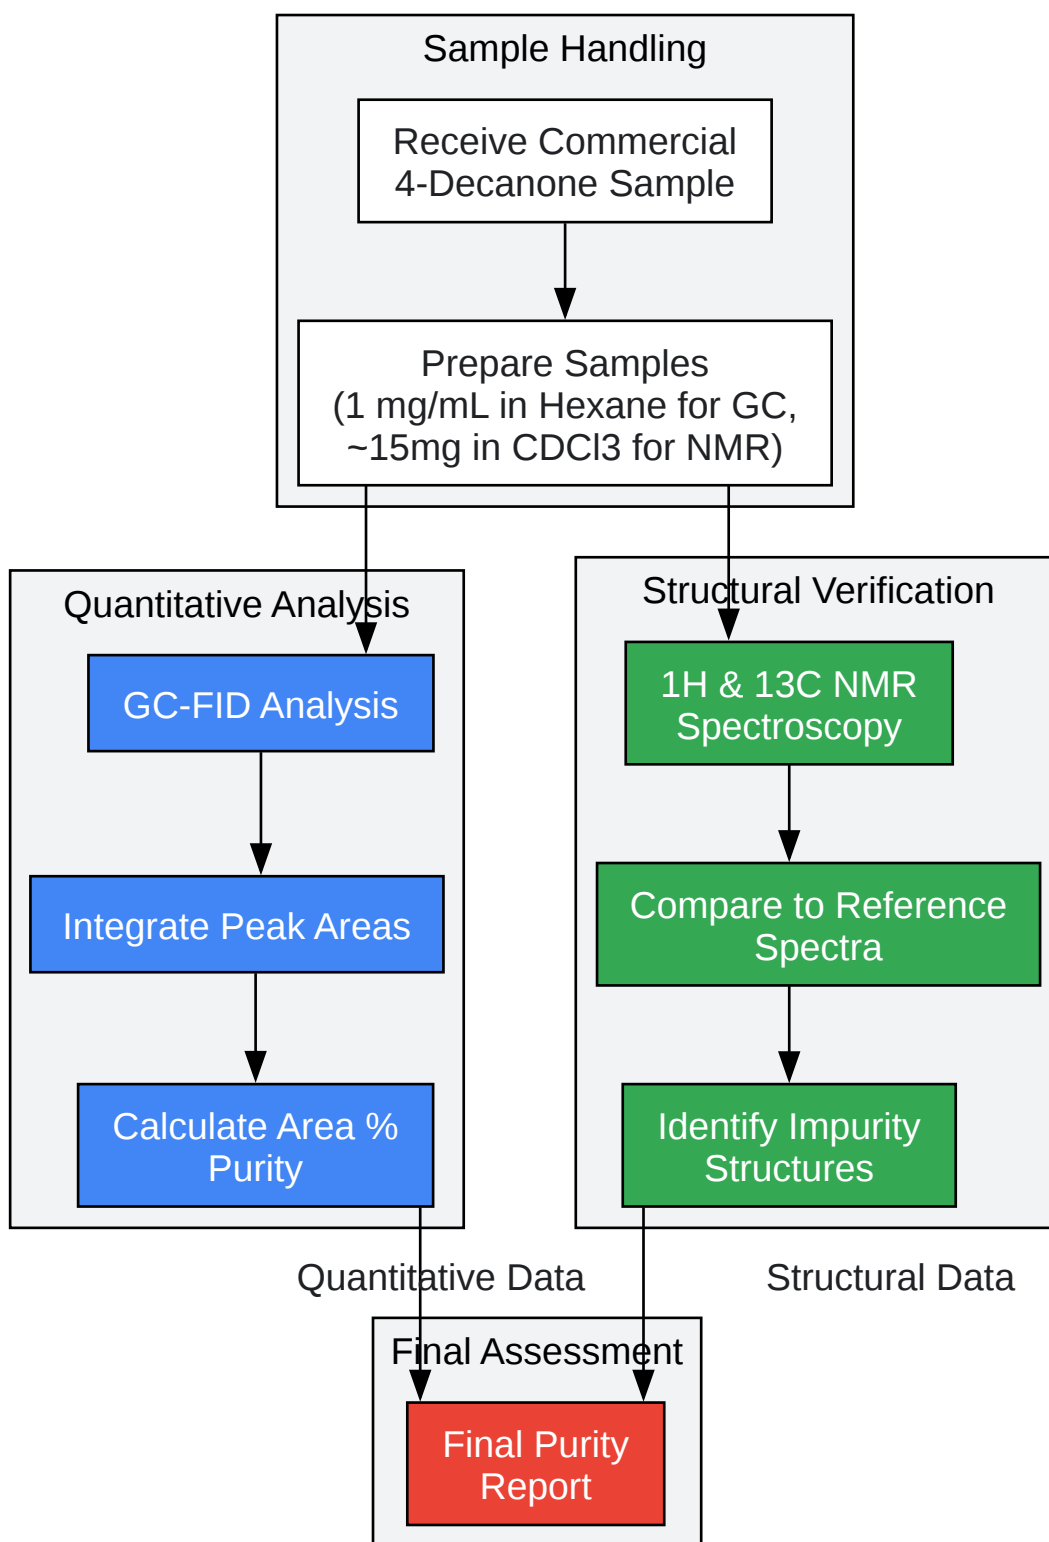 Sample Handling
Receive Commercial
4-Decanone Sample
Prepare Samples
(1 mg/mL in Hexane for GC,
~15mg in CDCl3 for NMR)
Quantitative Analysis
GC-FID Analysis
Integrate Peak Areas
Calculate Area %
Purity
Structural Verification
1H & 13C NMR
Spectroscopy
Compare to Reference
Spectra
Identify Impurity
Structures
Quantitative Data
Structural Data
Final Assessment
Final Purity
Report